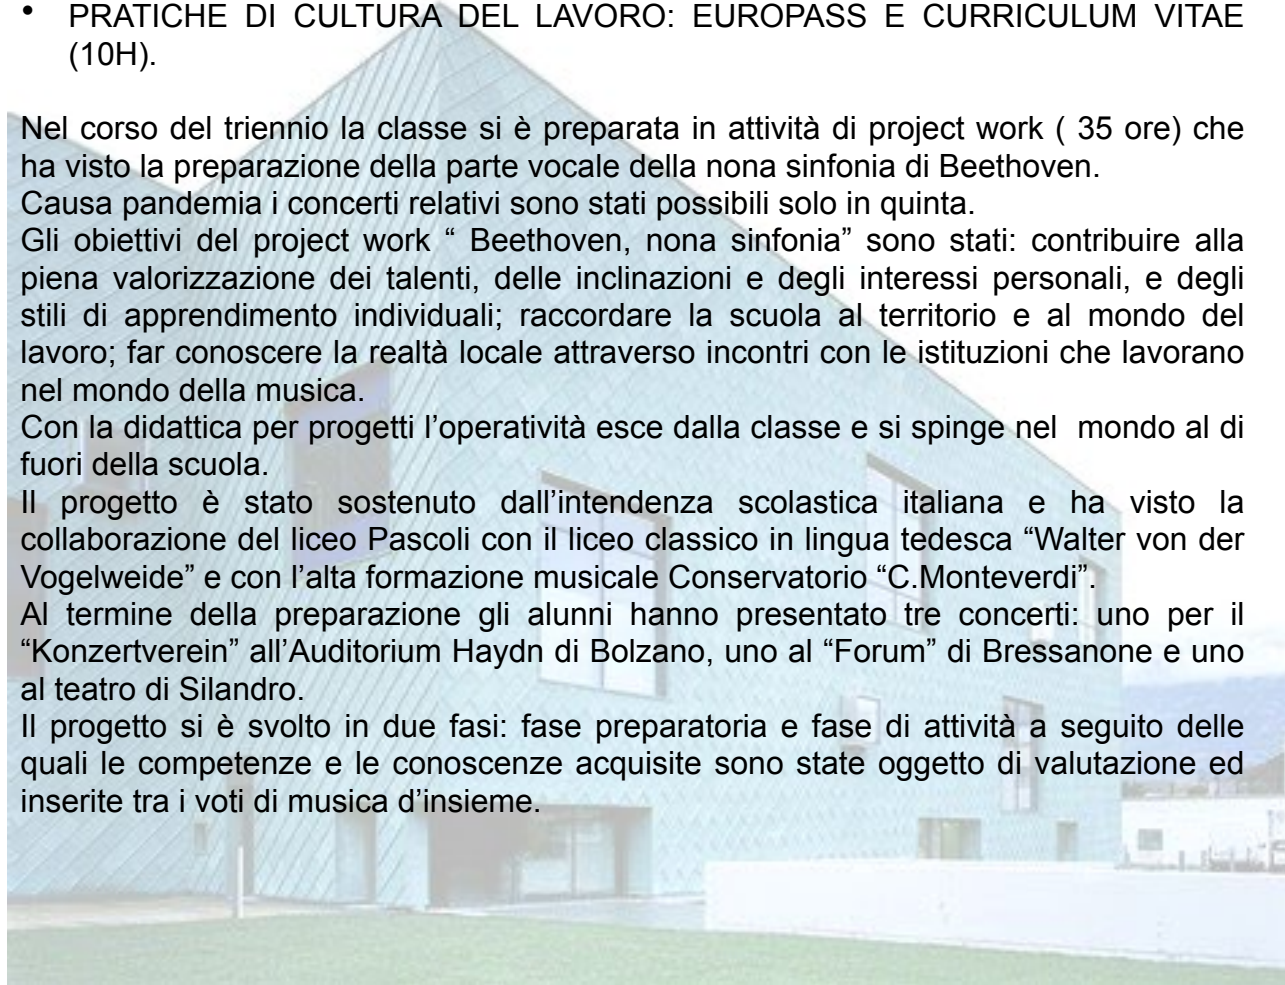 • PRATICHE DI CULTURA DEL LAVORO: EUROPASS E CURRICULUM VITAE
(10H).
Nel corso del triennio la classe si è preparata in attività di project work ( 35 ore) che
ha visto la preparazione della parte vocale della nona sinfonia di Beethoven.
Causa pandemia i concerti relativi sono stati possibili solo in quinta.
Gli obiettivi del project work “ Beethoven, nona sinfonia” sono stati: contribuire alla
piena valorizzazione dei talenti, delle inclinazioni e degli interessi personali, e degli
stili di apprendimento individuali; raccordare la scuola al territorio e al mondo del
lavoro; far conoscere la realtà locale attraverso incontri con le istituzioni che lavorano
nel mondo della musica.
Con la didattica per progetti l’operatività esce dalla classe e si spinge nel  mondo al di
fuori della scuola.
Il progetto è stato sostenuto dall’intendenza scolastica italiana e ha visto la
collaborazione del liceo Pascoli con il liceo classico in lingua tedesca “Walter von der
Vogelweide” e con l’alta formazione musicale Conservatorio “C.Monteverdi”.
Al termine della preparazione gli alunni hanno presentato tre concerti: uno per il
“Konzertverein” all’Auditorium Haydn di Bolzano, uno al “Forum” di Bressanone e uno
al teatro di Silandro.
Il progetto si è svolto in due fasi: fase preparatoria e fase di attività a seguito delle
quali le competenze e le conoscenze acquisite sono state oggetto di valutazione ed
inserite tra i voti di musica d’insieme.